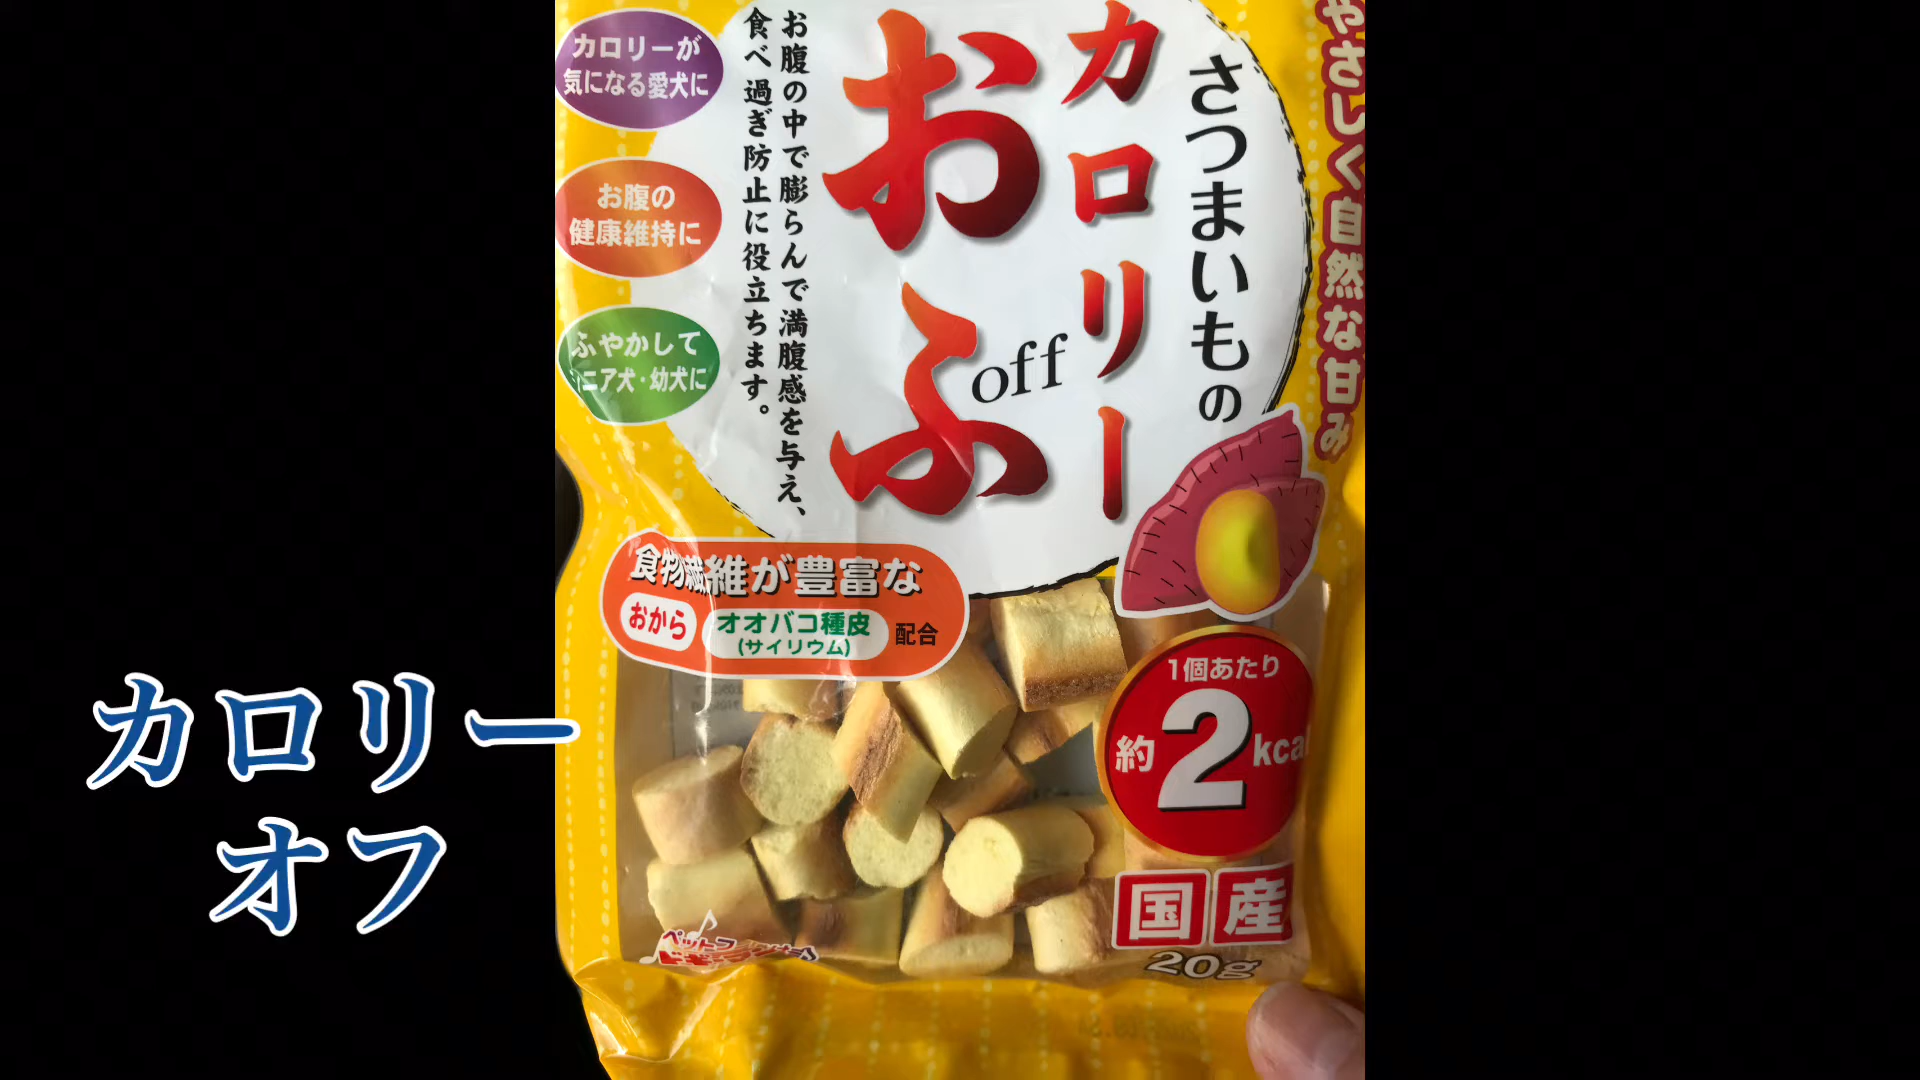 やさしく自然な甘み
さつまいもの
カロリー
おふ
off
お腹の中で膨らんで満腹感を与え、
食べ過ぎ防止に役立ちます。
カロリーが
気になる愛犬に
お腹の
健康維持に
ふやかして
ニア犬・幼犬に
食物繊維が豊富な
おから
オオバコ種皮
(サイリウム)
配合
1個あたり
約2kcal
国産
20g
カロリー
オフ